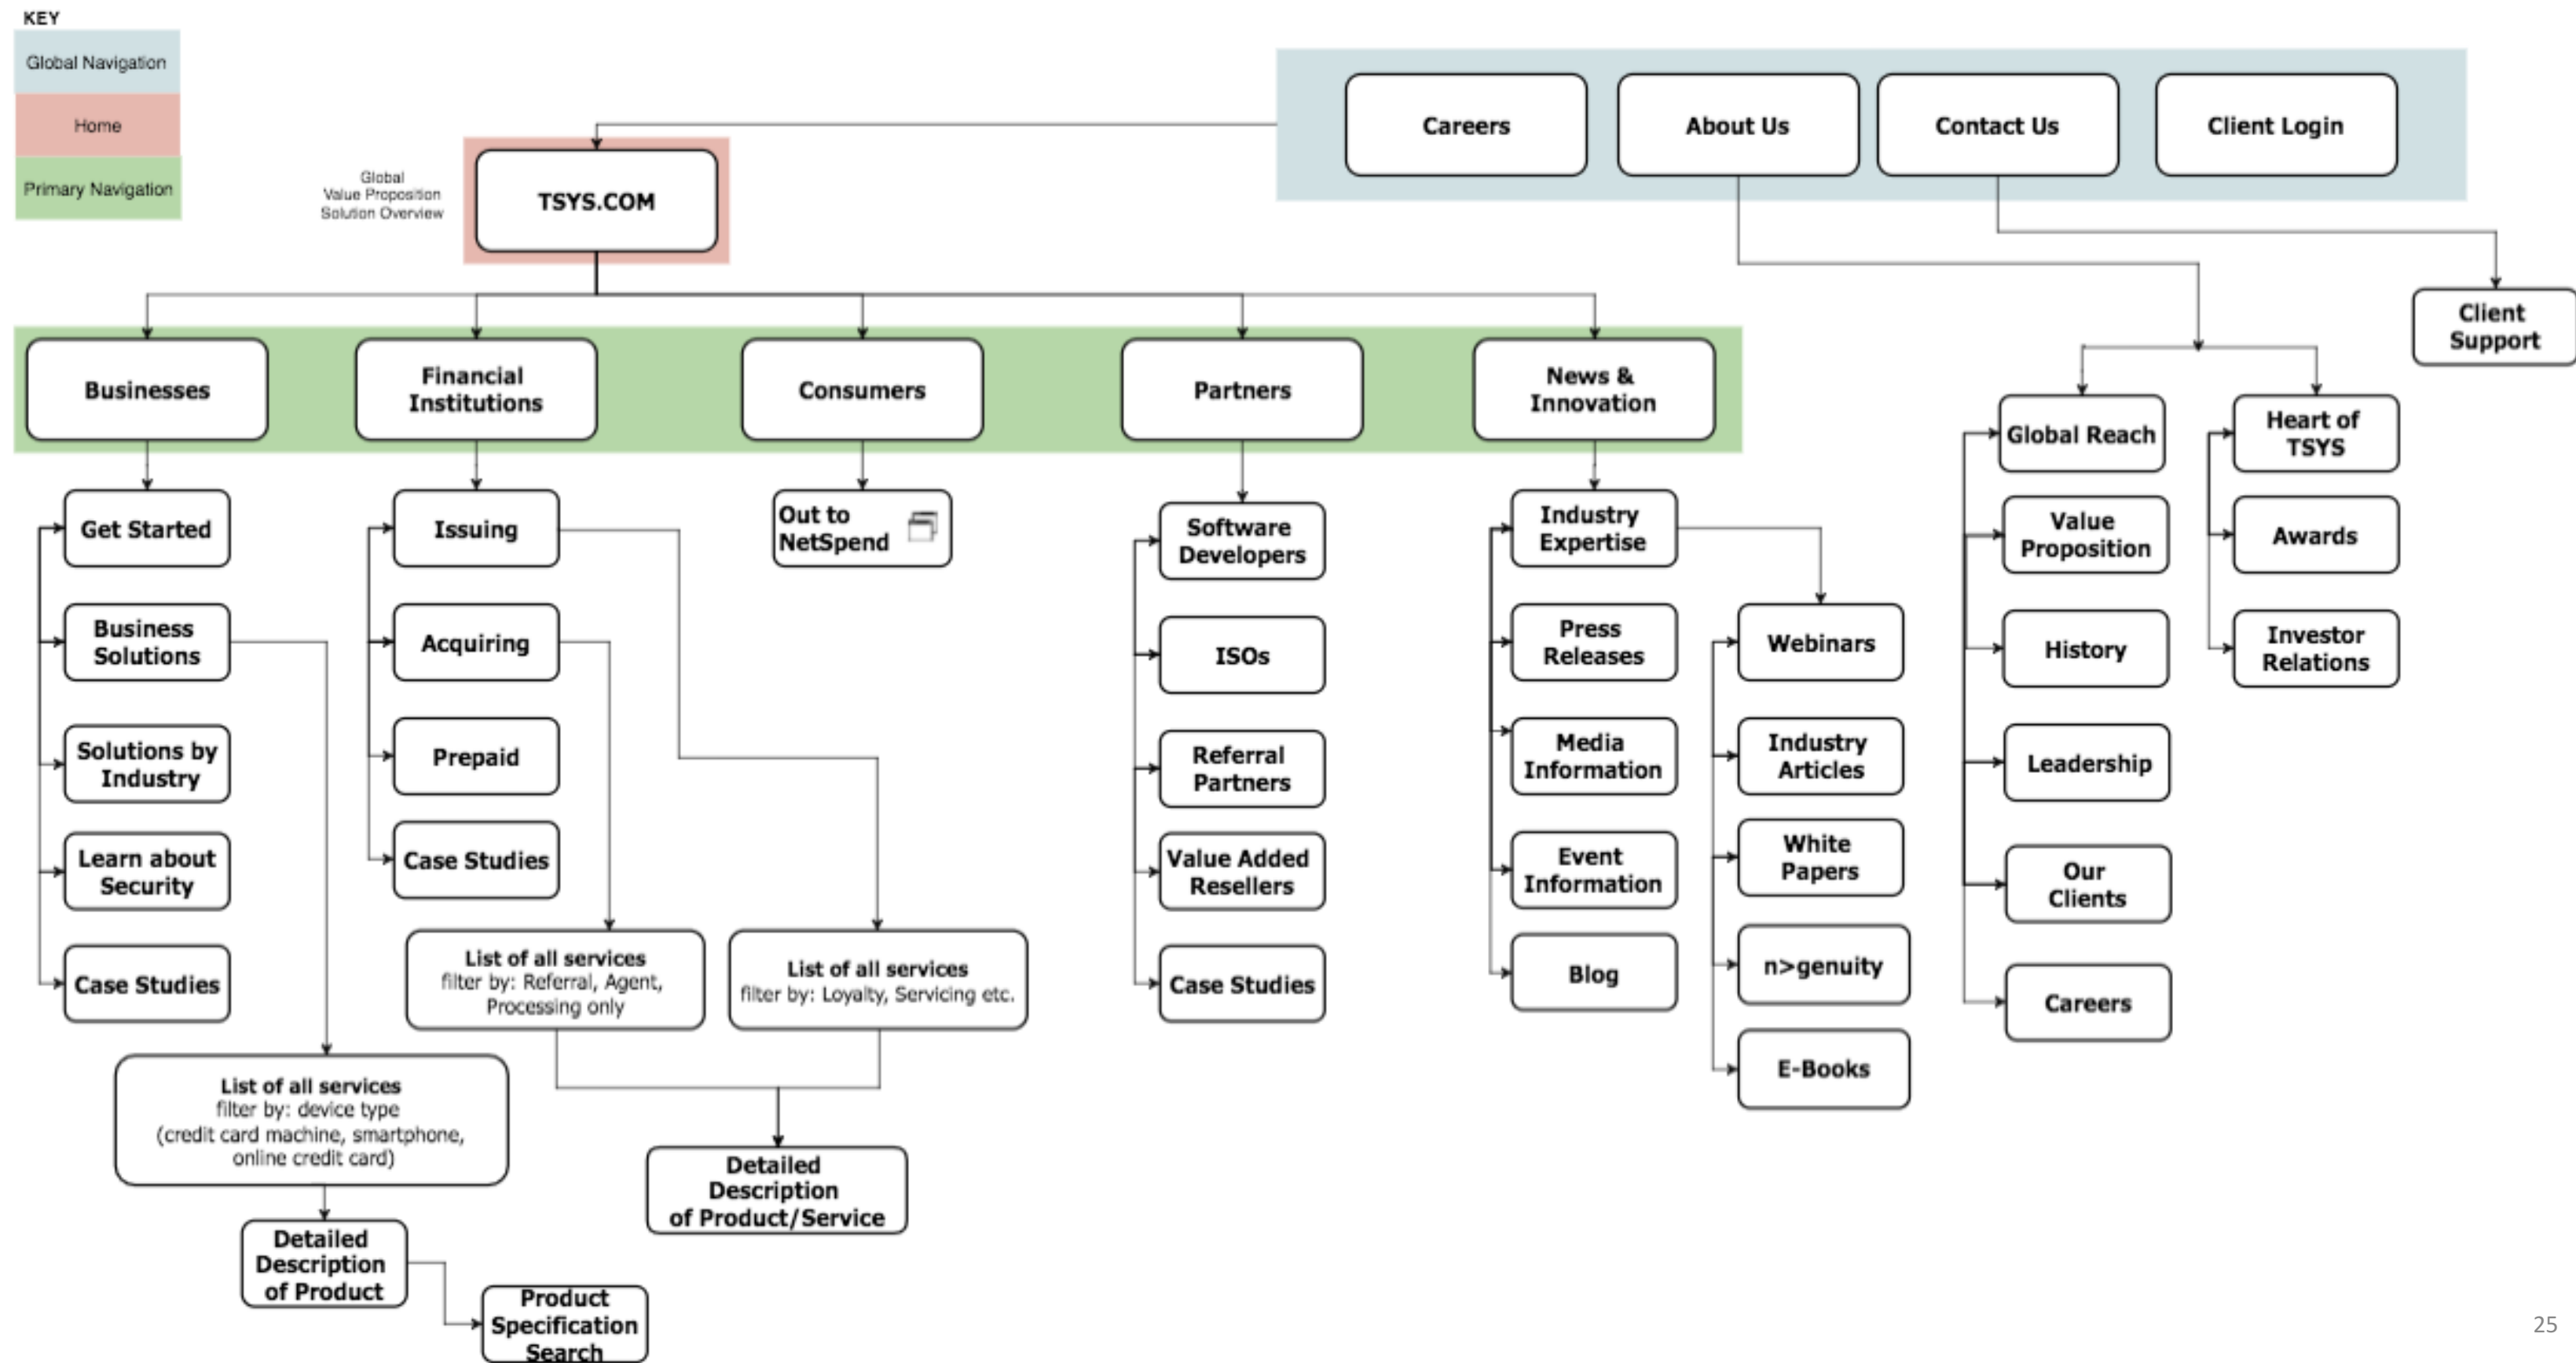 KEY
Global Navigation
Home
Primary Navigation
Careers
About Us
Contact Us
Client Login
Global
Value Proposition
Solution Overview
TSYS.COM
Client
Support
Businesses
Financial
Institutions
Consumers
Partners
News &
Innovation
Get Started
Business
Solutions
Solutions by
Industry
Learn about
Security
Case Studies
List of all services
filter by: device type
(credit card machine, smartphone,
online credit card)
Detailed
Description
of Product
Product
Specification
Search
Issuing
Acquiring
Prepaid
Case Studies
List of all services
filter by: Referral, Agent,
Processing only
List of all services
filter by: Loyalty, Servicing etc.
Detailed
Description
of Product/Service
Out to
NetSpend
Software
Developers
ISOs
Referral
Partners
Value Added
Resellers
Case Studies
Industry
Expertise
Press
Releases
Media
Information
Event
Information
Blog
Webinars
Industry
Articles
White
Papers
n>genuity
E-Books
Global Reach
Value
Proposition
History
Leadership
Our
Clients
Careers
Heart of
TSYS
Awards
Investor
Relations
25